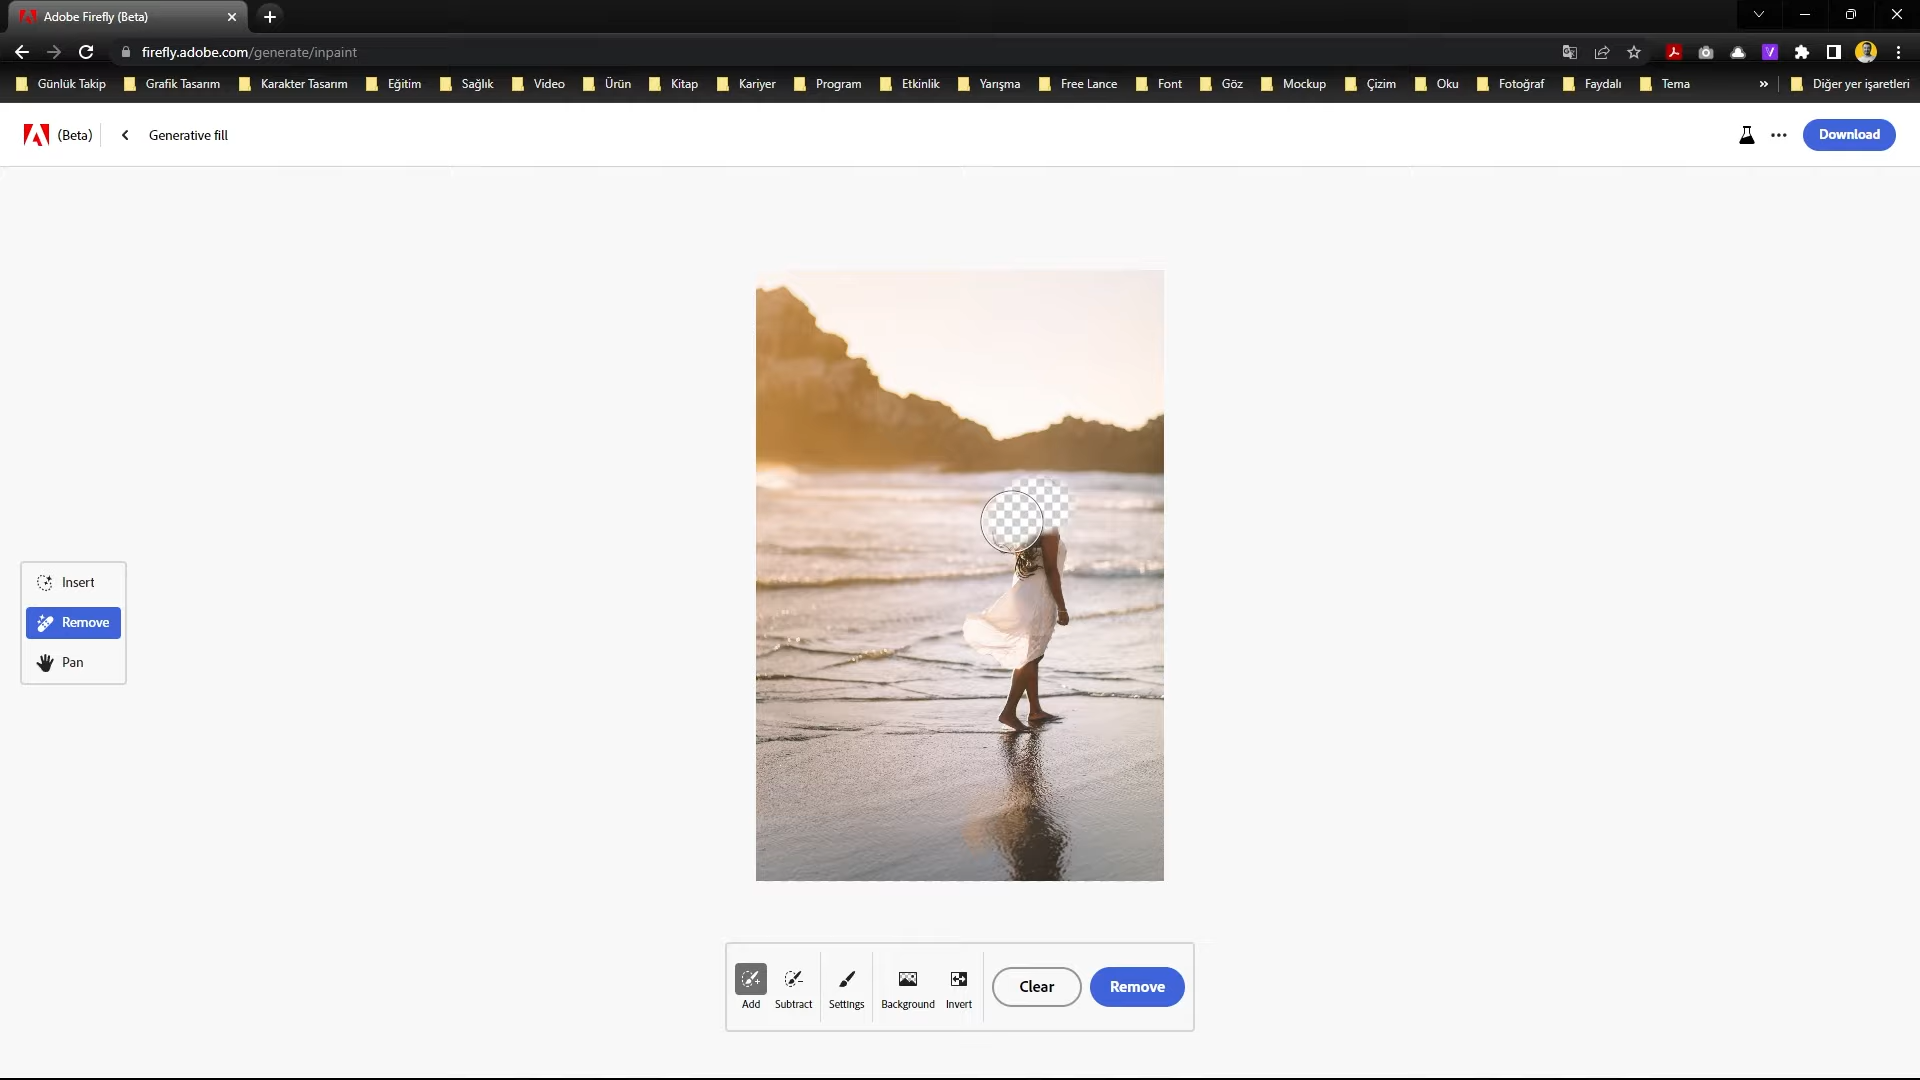 Adobe Firefly (Beta)
firefly.adobe.com/generate/inpaint
Günlük Takip Grafik Tasarım Karakter Tasarım Eğitim Sağlık Video Ürün Kitap Kariyer Program Etkinlik Yarışma Free Lance Font Göz Mockup Çizim Oku Fotoğraf Faydalı Tema » Diğer yer işaretleri
(Beta) Generative fill Download
Insert
Remove
Pan
Add Subtract Settings Background Invert Clear Remove